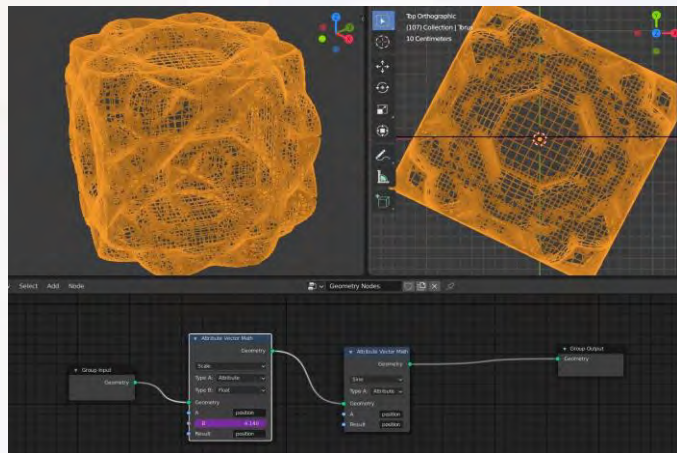 Top Orthographic
(107) Collection | Torus
10 Centimeters
Select Add Node
Geometry Nodes
Group Input
Geometry
Attribute Vector Math
Geometry
Scale
Type A: Attribute
Type B: Float
Geometry
A position
B
Result position
Attribute Vector Math
Geometry
Sine
Type A: Attribute
Geometry
A position
Result position
Group Output
Geometry